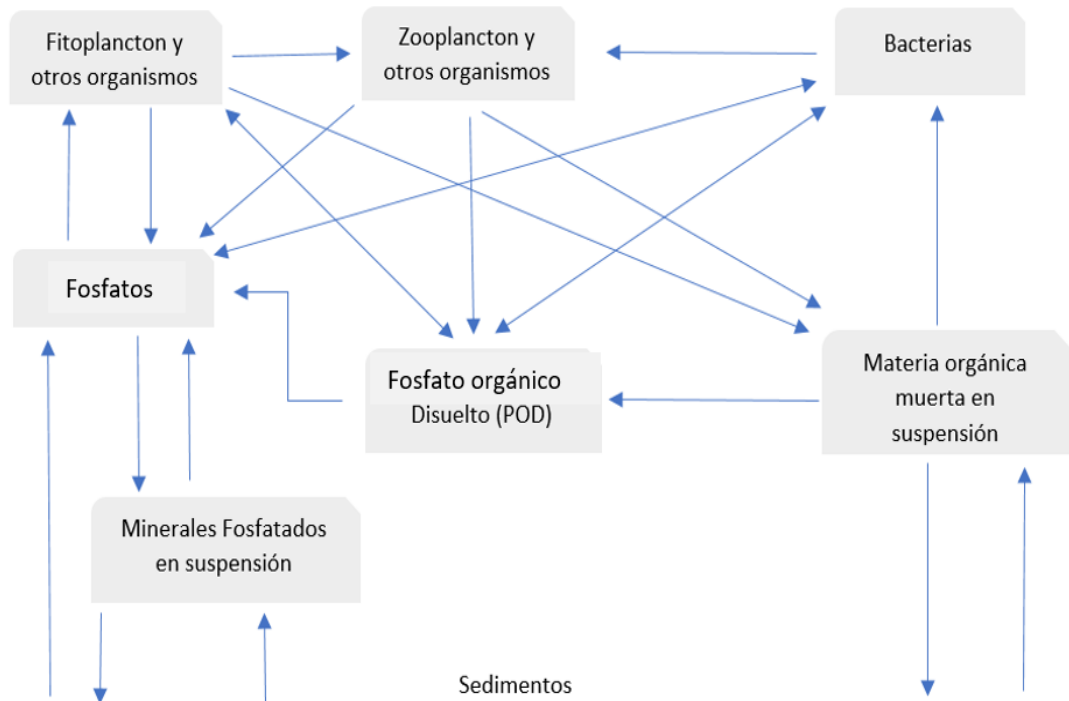 Fitoplancton y
otros organismos
Zooplancton y
otros organismos
Bacterias
Fosfatos
Fosfato orgánico
Disuelto (POD)
Materia orgánica
muerta en
suspensión
Minerales Fosfatados
en suspensión
Sedimentos